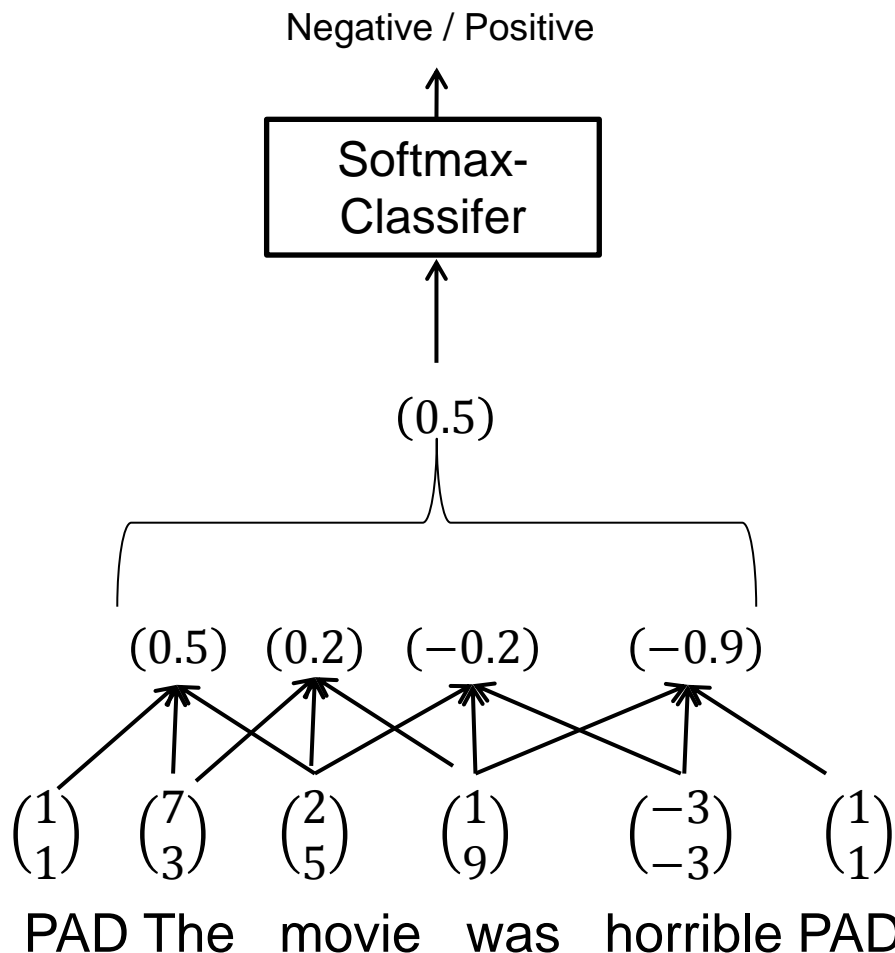 Negative / Positive
Softmax-
Classifer
(0.5)
(0.5) (0.2) (−0.2) (−0.9)
(1 1) (7 3) (2 5) (1 9) (−3 −3) (1 1)
PAD The movie was horrible PAD